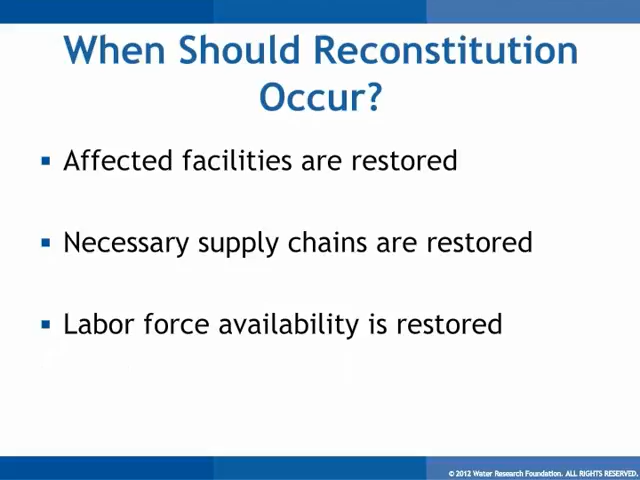 When Should Reconstitution
Occur?
Affected facilities are restored
Necessary supply chains are restored
Labor force availability is restored
© 2012 Water Research Foundation. ALL RIGHTS RESERVED.